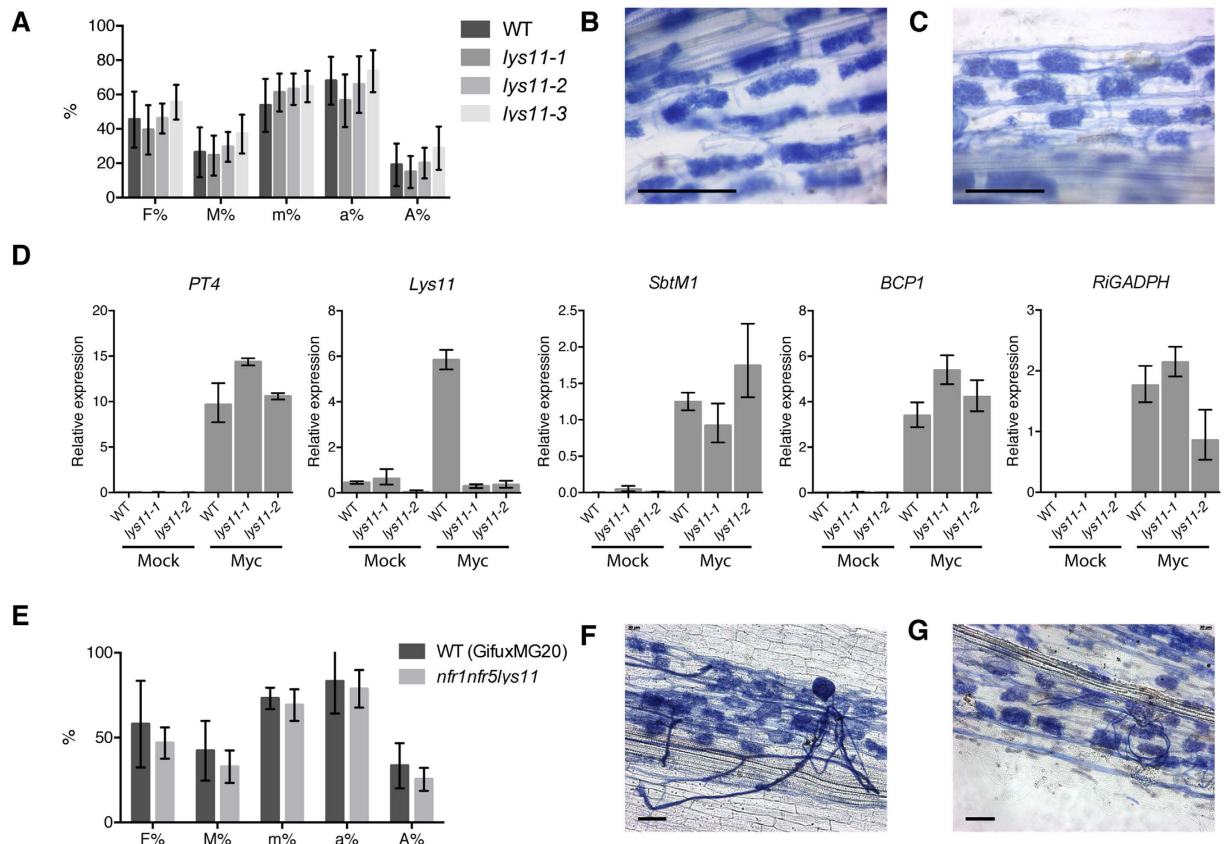 A
100
80
60
40
20
0
%
F%
M%
m%
a%
A%
WT
lys11-1
lys11-2
lys11-3
B
C
D
PT4
Relative expression
20
15
10
5
0
WT
lys11-1
lys11-2
WT
lys11-1
lys11-2
Mock
Myc
Lys11
Relative expression
8
6
4
2
0
WT
lys11-1
lys11-2
WT
lys11-1
lys11-2
Mock
Myc
SbtM1
Relative expression
2.5
2.0
1.5
1.0
0.5
0.0
WT
lys11-1
lys11-2
WT
lys11-1
lys11-2
Mock
Myc
BCP1
Relative expression
8
6
4
2
0
WT
lys11-1
lys11-2
WT
lys11-1
lys11-2
Mock
Myc
RiGADPH
Relative expression
3
2
1
0
WT
lys11-1
lys11-2
WT
lys11-1
lys11-2
Mock
Myc
E
100
50
0
%
F%
M%
m%
a%
A%
WT (GifuxMG20)
nfr1nfr5lys11
F
G